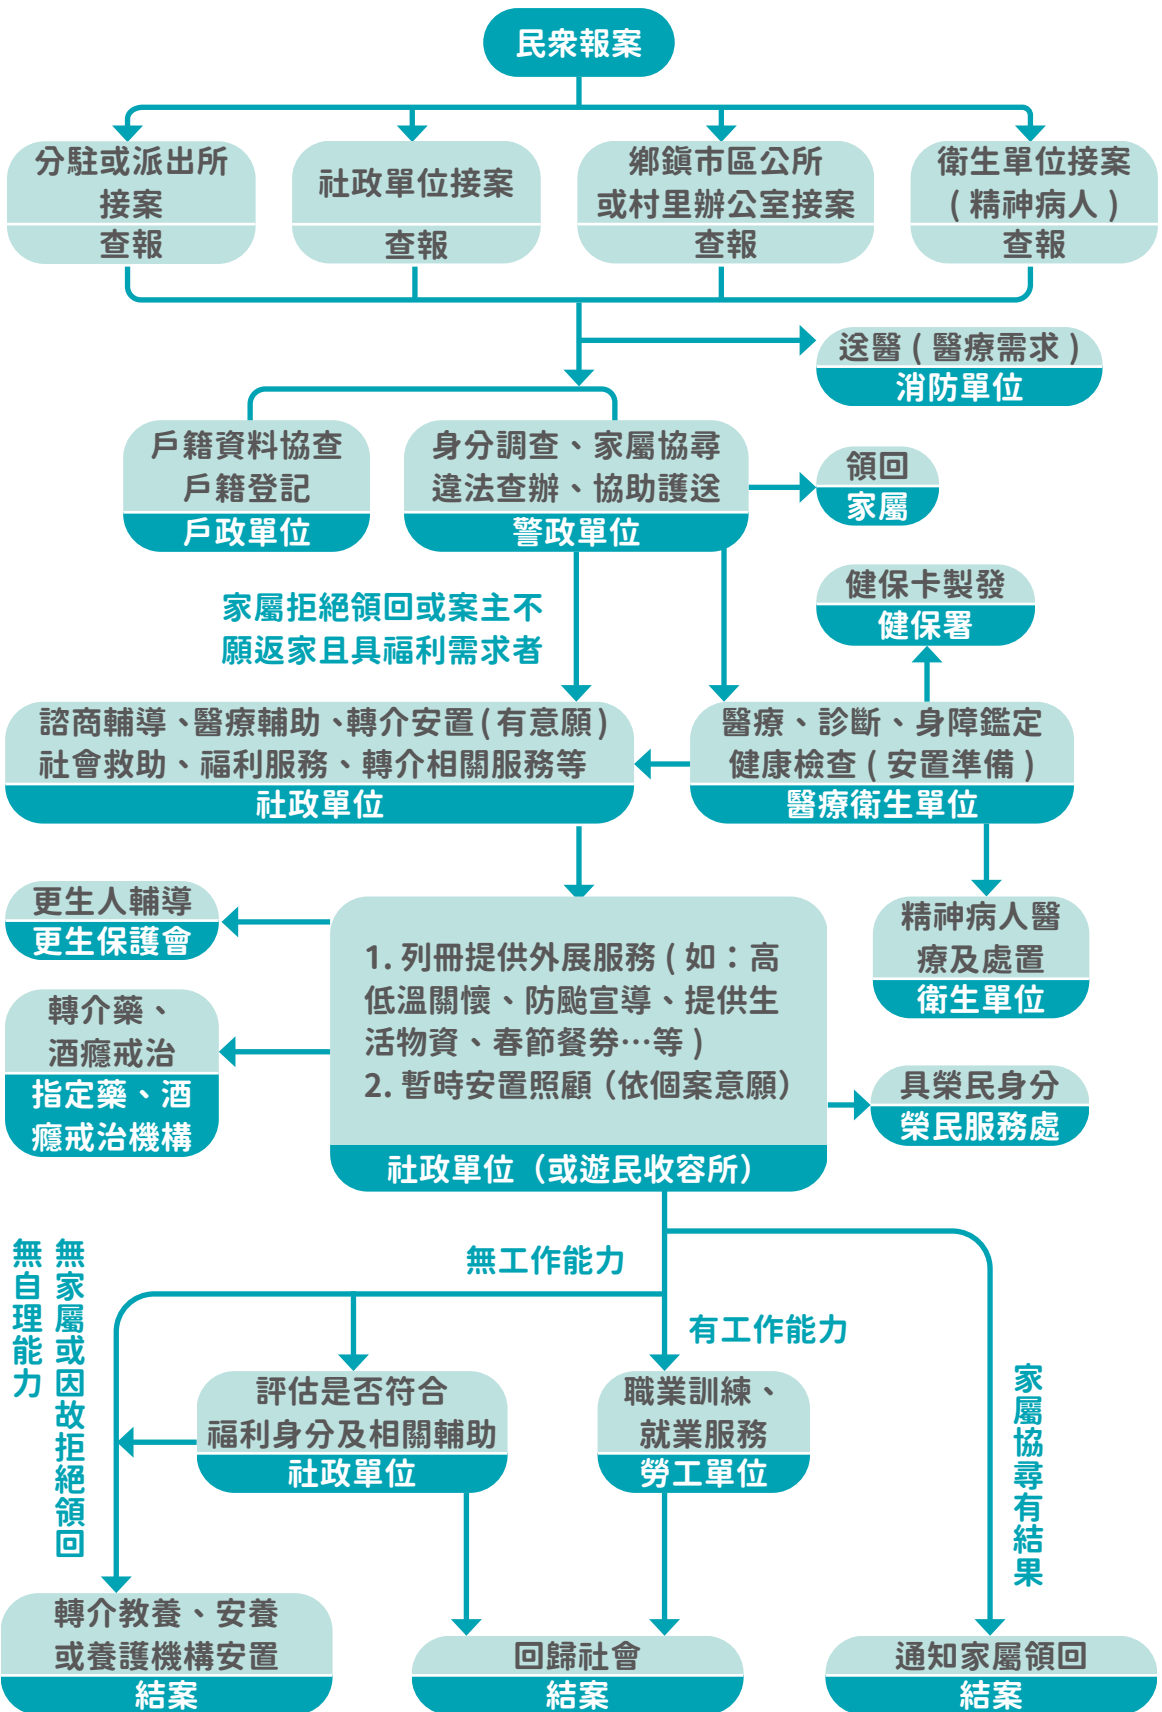 民眾報案
分駐或派出所
接案
查報
社政單位接案
查報
鄉鎮市區公所
或村里辦公室接案
查報
衛生單位接案
(精神病人)
查報
送醫(醫療需求)
消防單位
戶籍資料協查
戶籍登記
戶政單位
身分調查、家屬協尋
違法查辦、協助護送
警政單位
領回
家屬
家屬拒絕領回或案主不
願返家且具福利需求者
健保卡製發
健保署
諮商輔導、醫療輔助、轉介安置(有意願)
社會救助、福利服務、轉介相關服務等
社政單位
醫療、診斷、身障鑑定
健康檢查(安置準備)
醫療衛生單位
更生人輔導
更生保護會
精神病人醫
療及處置
衛生單位
轉介藥、
酒癮戒治
指定藥、酒
癮戒治機構
1. 列冊提供外展服務(如:高
低溫關懷、防颱宣導、提供生
活物資、春節餐券…等)
2. 暫時安置照顧(依個案意願)
社政單位(或遊民收容所)
具榮民身分
榮民服務處
無家屬或因故拒絕領回
無自理能力
無工作能力
有工作能力
家屬協尋有結果
評估是否符合
福利身分及相關輔助
社政單位
職業訓練、
就業服務
勞工單位
轉介教養、安養
或養護機構安置
結案
回歸社會
結案
通知家屬領回
結案